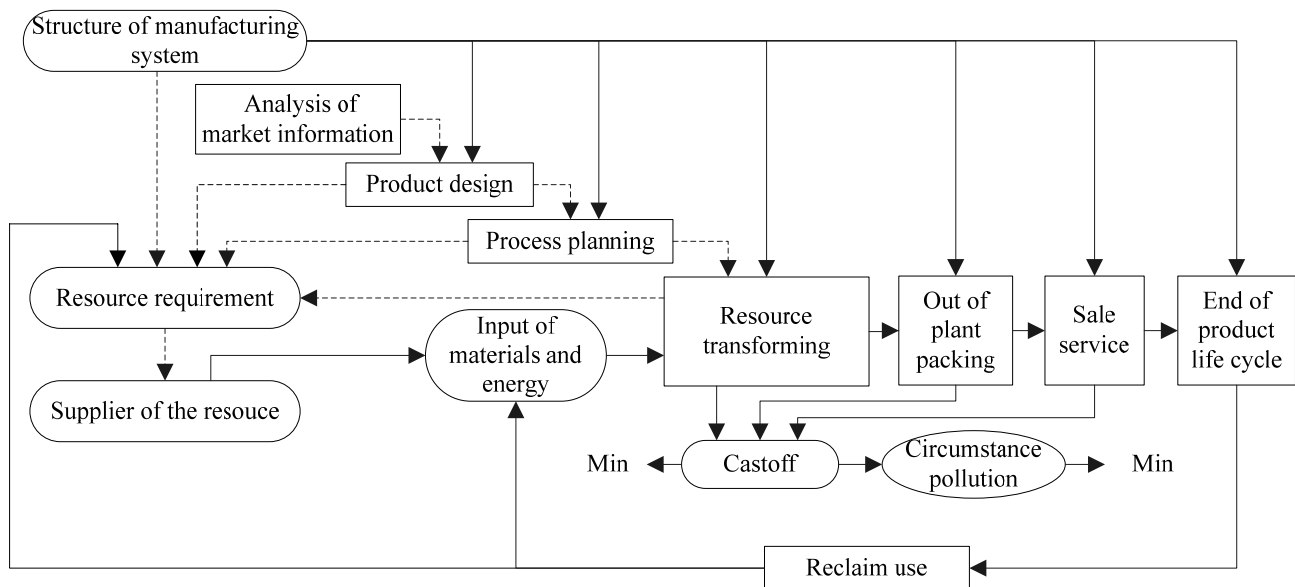 Structure of manufacturing
system
Analysis of
market information
Product design
Process planning
Resource requirement
Input of
materials and
energy
Resource
transforming
Out of
plant
packing
Sale
service
End of
product
life cycle
Supplier of the resouce
Min
Castoff
Circumstance
pollution
Min
Reclaim use